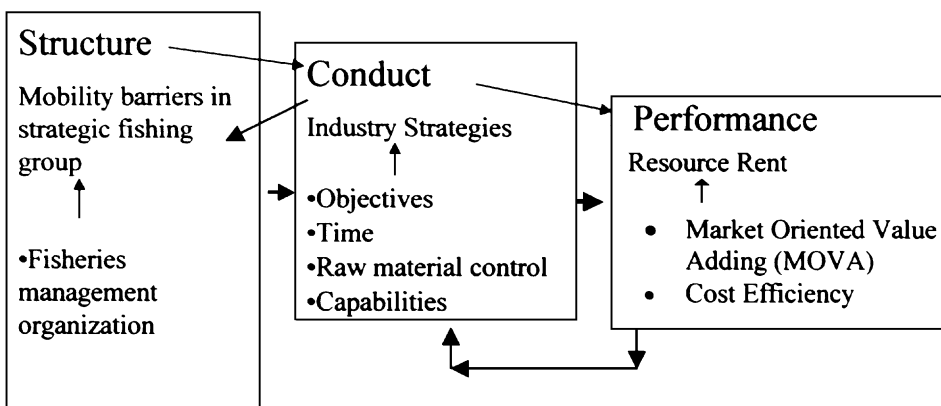 Structure
Mobility barriers in
strategic fishing
group
•Fisheries
management
organization
Conduct
Industry Strategies
•Objectives
•Time
•Raw material control
•Capabilities
Performance
Resource Rent
• Market Oriented Value
Adding (MOVA)
• Cost Efficiency